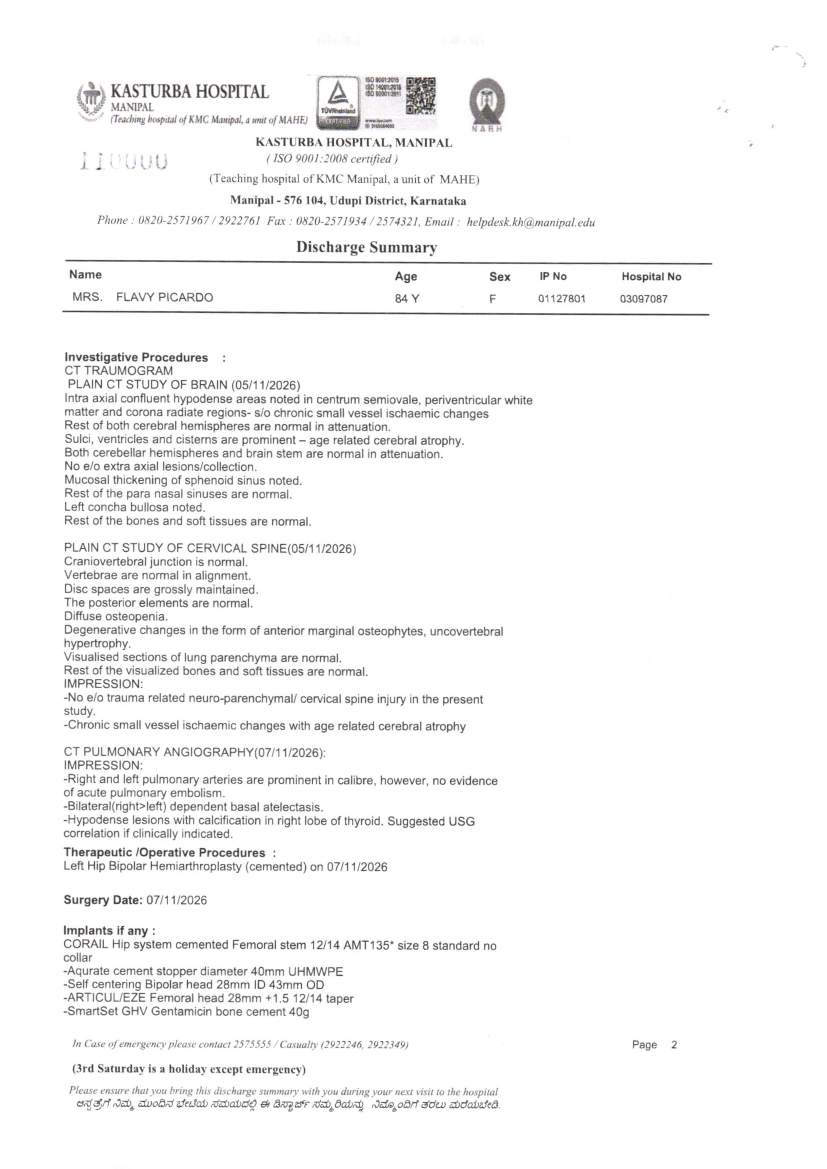 KASTURBA HOSPITAL
MANIPAL
(Teaching hospital of KMC Manipal, a unit of MAHE)
TÜVRheinland
CERTIFIED
ISO 9001:2015
NABH
KASTURBA HOSPITAL, MANIPAL
( ISO 9001:2008 certified )
110000
(Teaching hospital of KMC Manipal, a unit of MAHE)
Manipal - 576 104, Udupi District, Karnataka
Phone : 0820-2571967 / 2922761 Fax : 0820-2571934 / 2574321, Email : helpdesk.kh@manipal.edu
Discharge Summary
Name Age Sex IP No Hospital No
MRS. FLAVY PICARDO 84 Y F 01127801 03097087
Investigative Procedures :
CT TRAUMOGRAM
PLAIN CT STUDY OF BRAIN (05/11/2026)
Intra axial confluent hypodense areas noted in centrum semiovale, periventricular white
matter and corona radiate regions- s/o chronic small vessel ischaemic changes
Rest of both cerebral hemispheres are normal in attenuation.
Sulci, ventricles and cisterns are prominent – age related cerebral atrophy.
Both cerebellar hemispheres and brain stem are normal in attenuation.
No e/o extra axial lesions/collection.
Mucosal thickening of sphenoid sinus noted.
Rest of the para nasal sinuses are normal.
Left concha bullosa noted.
Rest of the bones and soft tissues are normal.
PLAIN CT STUDY OF CERVICAL SPINE(05/11/2026)
Craniovertebral junction is normal.
Vertebrae are normal in alignment.
Disc spaces are grossly maintained.
The posterior elements are normal.
Diffuse osteopenia.
Degenerative changes in the form of anterior marginal osteophytes, uncovertebral
hypertrophy.
Visualised sections of lung parenchyma are normal.
Rest of the visualized bones and soft tissues are normal.
IMPRESSION:
-No e/o trauma related neuro-parenchymal/ cervical spine injury in the present
study.
-Chronic small vessel ischaemic changes with age related cerebral atrophy
CT PULMONARY ANGIOGRAPHY(07/11/2026):
IMPRESSION:
-Right and left pulmonary arteries are prominent in calibre, however, no evidence
of acute pulmonary embolism.
-Bilateral(right>left) dependent basal atelectasis.
-Hypodense lesions with calcification in right lobe of thyroid. Suggested USG
correlation if clinically indicated.
Therapeutic /Operative Procedures :
Left Hip Bipolar Hemiarthroplasty (cemented) on 07/11/2026
Surgery Date: 07/11/2026
Implants if any :
CORAIL Hip system cemented Femoral stem 12/14 AMT135* size 8 standard no
collar
-Aqurate cement stopper diameter 40mm UHMWPE
-Self centering Bipolar head 28mm ID 43mm OD
-ARTICUL/EZE Femoral head 28mm +1.5 12/14 taper
-SmartSet GHV Gentamicin bone cement 40g
In Case of emergency please contact 2575555 / Casualty (2922246, 2922349) Page 2
(3rd Saturday is a holiday except emergency)
Please ensure that you bring this discharge summary with you during your next visit to the hospital
ಆಸ್ಪತ್ರೆಗೆ ನಿಮ್ಮ ಮುಂದಿನ ಭೇಟಿಯ ಸಮಯದಲ್ಲಿ ಈ ಡಿಸ್ಚಾರ್ಜ್ ಸಮ್ಮರಿಯನ್ನು ನಿಮ್ಮೊಂದಿಗೆ ತರಲು ಮರೆಯಬೇಡಿ.